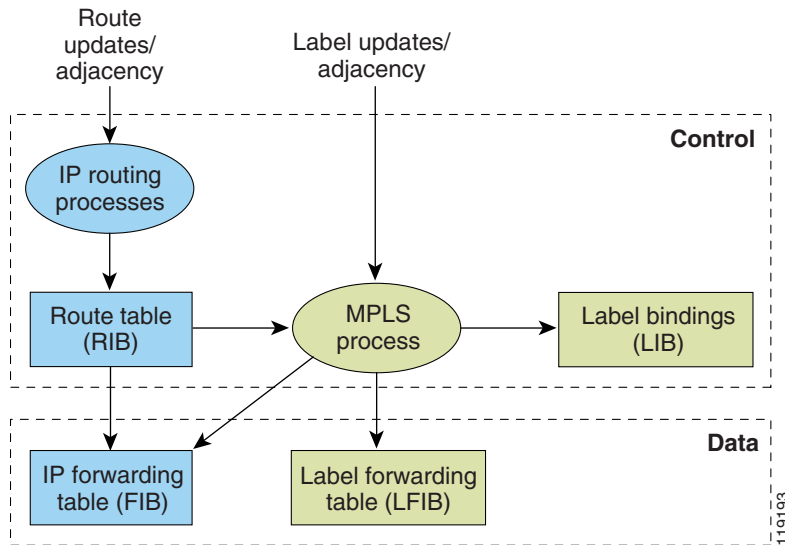 Route
updates/
adjacency
Label updates/
adjacency
Control
IP routing
processes
Route table
(RIB)
MPLS
process
Label bindings
(LIB)
Data
IP forwarding
table (FIB)
Label forwarding
table (LFIB)
119193